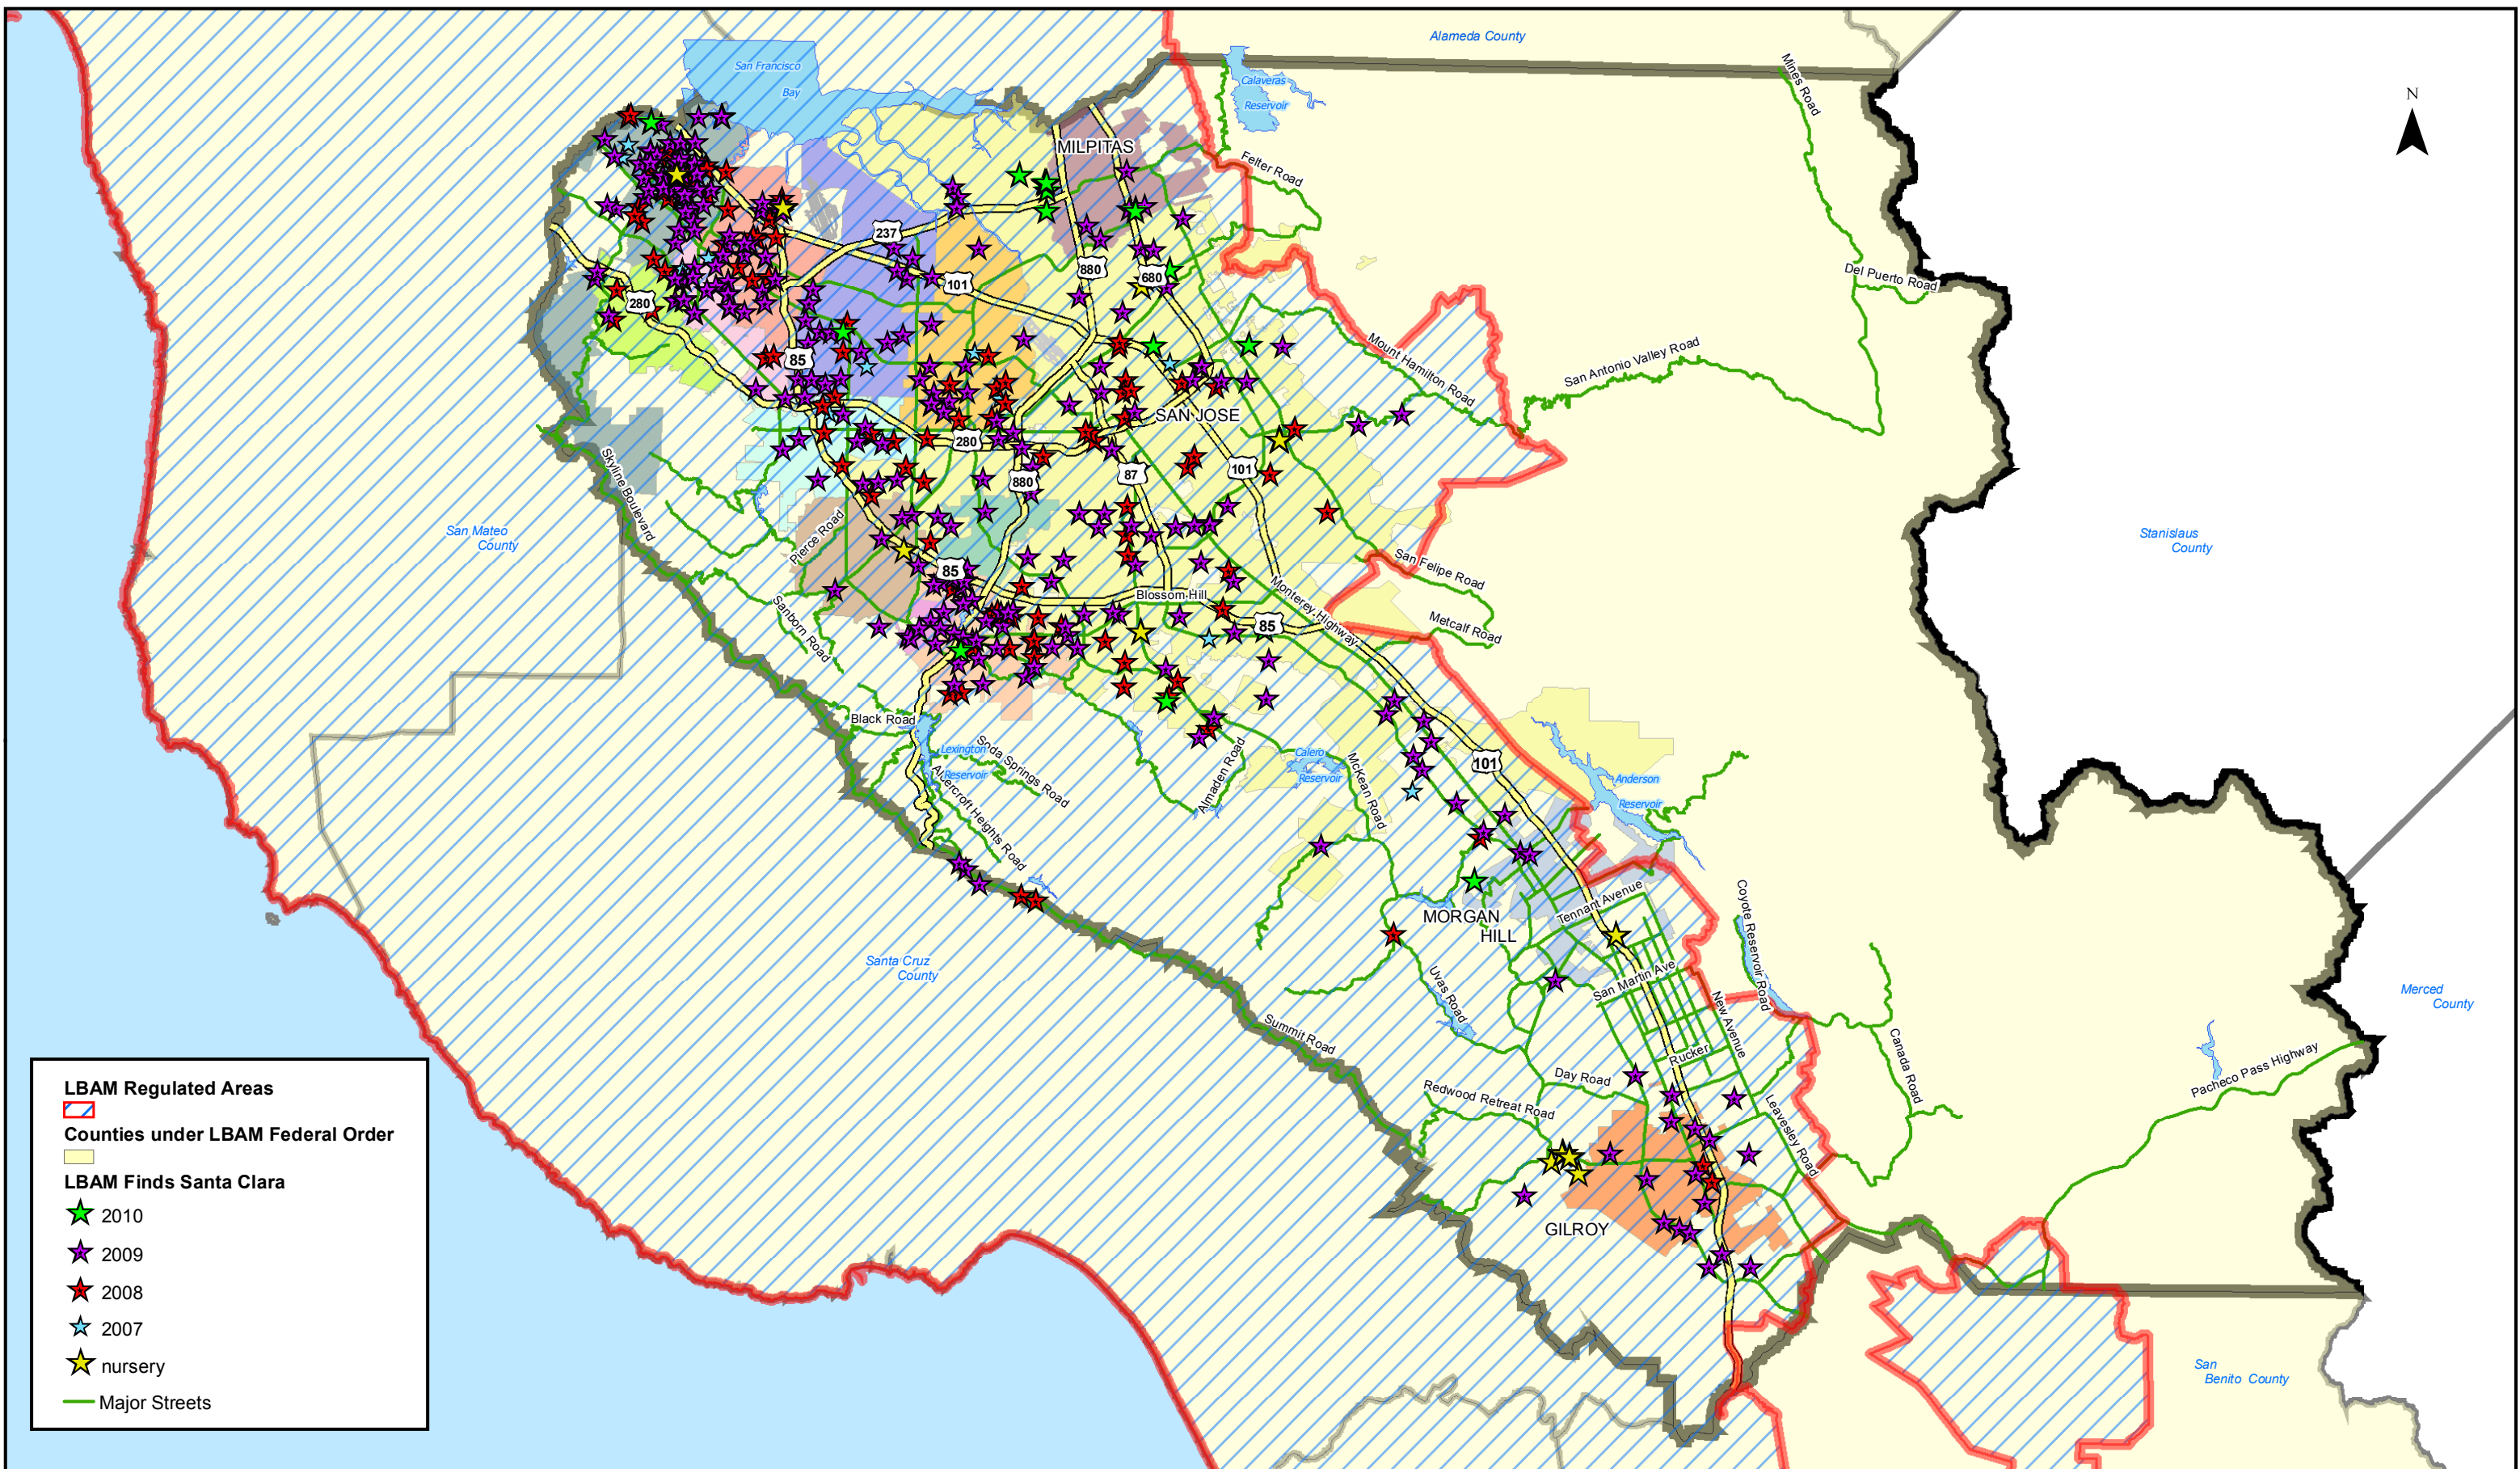 Alameda County
San Francisco
Bay
Calaveras
Reservoir
Mines Road
N
MILPITAS
Felter Road
237
880
680
101
280
Del Puerto Road
85
Mount Hamilton Road
San Antonio Valley Road
SAN JOSE
280
880
87
101
Skyline Boulevard
San Mateo
County
Pierce Road
Stanislaus
County
85
San Felipe Road
Blossom Hill
Monterey Highway
85
Metcalf Road
Sanborn Road
Black Road
Lexington
Reservoir
Soda Springs Road
Aldercroft Heights Road
Almaden Road
Calero
Reservoir
McKean Road
101
Anderson
Reservoir
Tennant Avenue
MORGAN
HILL
Coyote Reservoir Road
Santa Cruz
County
Uvas Road
San Martin Ave
New Avenue
Merced
County
Summit Road
Rucker
Day Road
Canada Road
Redwood Retreat Road
Leavesley Road
Pacheco Pass Highway
GILROY
San
Benito County
LBAM Regulated Areas
Counties under LBAM Federal Order
LBAM Finds Santa Clara
2010
2009
2008
2007
nursery
Major Streets